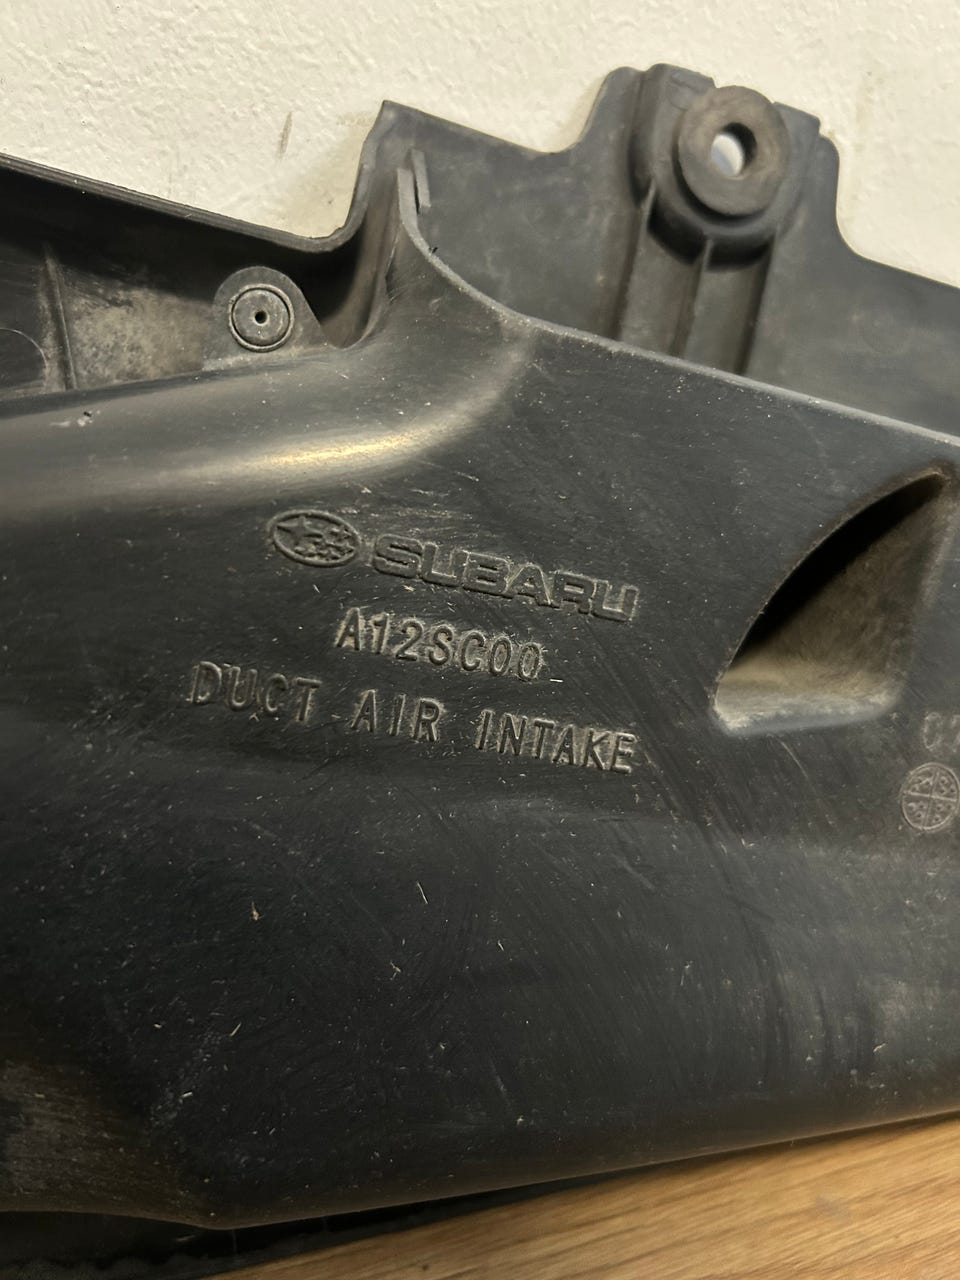 SUBARU
A12SC00
DUCT AIR INTAKE